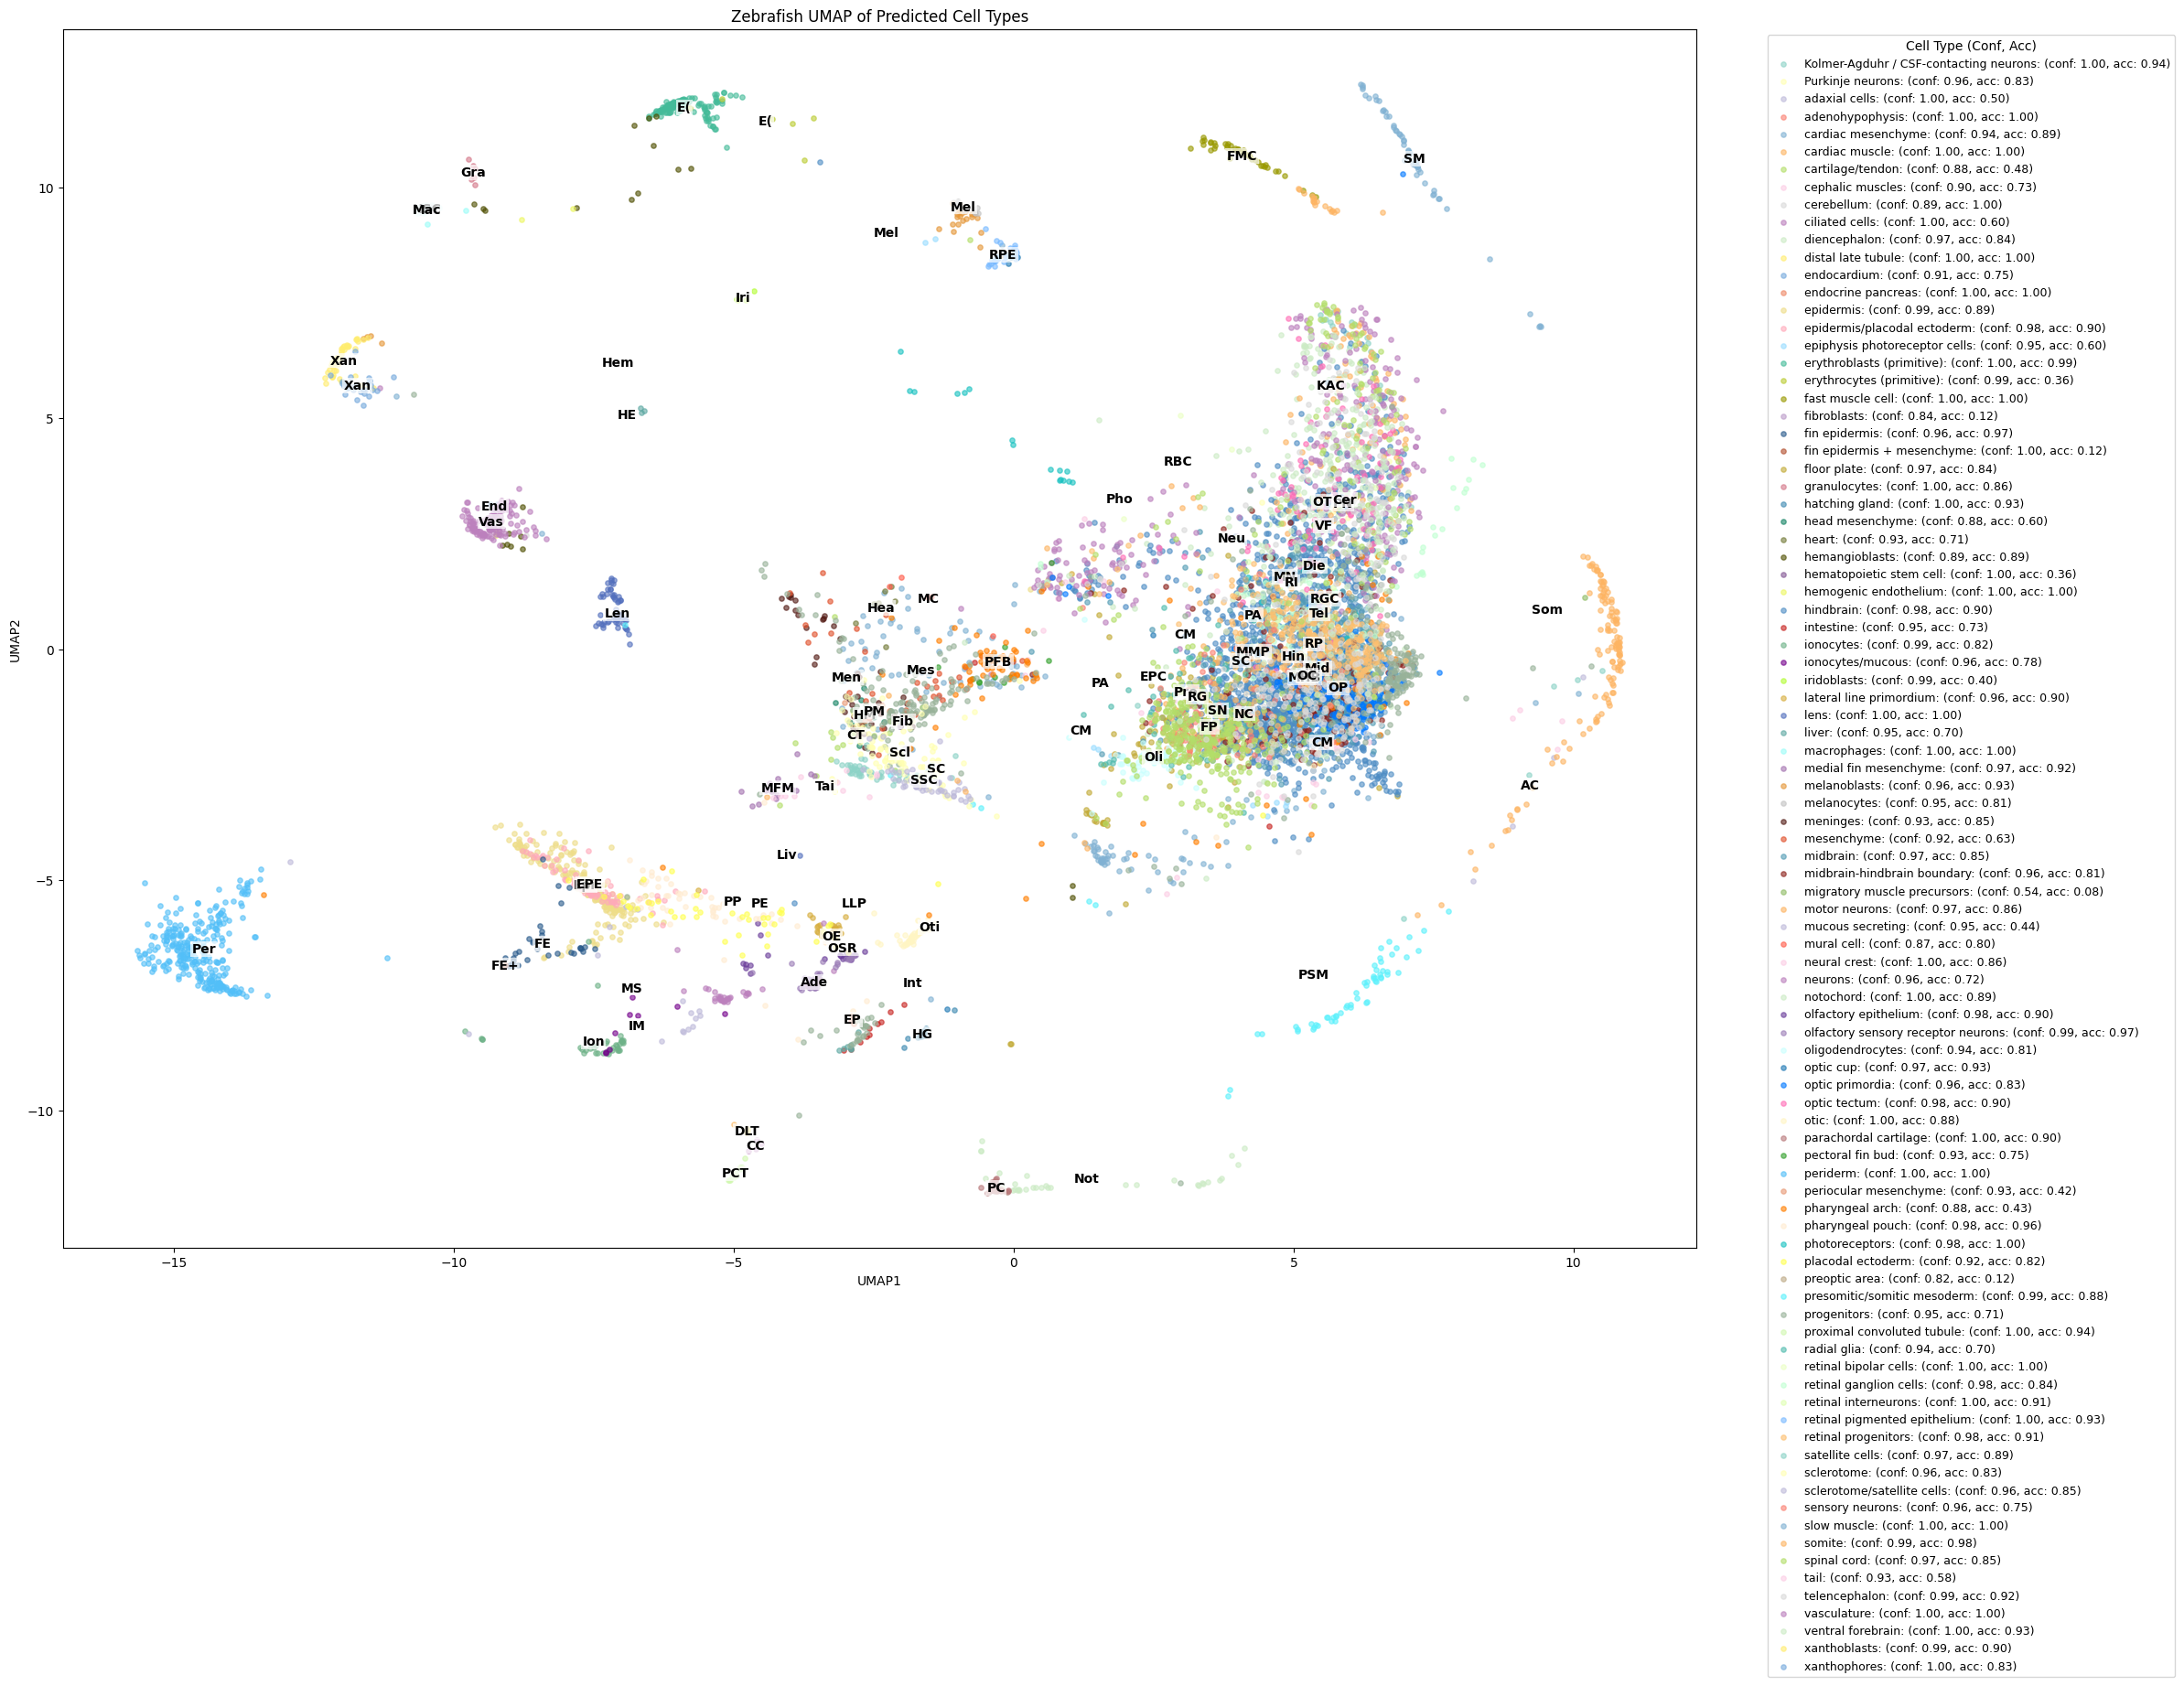 Zebrafish UMAP of Predicted Cell Types
E(
E(
Gra
Mac
FMC
SM
Mel
Mel
RPE
Iri
Xan
Xan
Hem
HE
KAC
RBC
Pho
End
Vas
OT
Cer
VF
Neu
Die
RI
Len
Hea
MC
RGC
Tel
PA
CM
Som
RP
MMP
SC
Hin
PFB
Mid
Mes
Men
PA
EPC
OC
OP
RG
PM
SN
NC
Fib
FP
CT
CM
CM
Scl
Oli
SC
SSC
Tai
MFM
AC
Liv
EPE
PP
PE
LLP
Oti
OE
OSR
FE
Per
FE+
Ade
Int
PSM
MS
IM
EP
HG
Ion
DLT
CC
PCT
PC
Not
10
5
0
−5
−10
UMAP2
−15
−10
−5
0
5
10
UMAP1
Cell Type (Conf, Acc)
Kolmer-Agduhr / CSF-contacting neurons: (conf: 1.00, acc: 0.94)
Purkinje neurons: (conf: 0.96, acc: 0.83)
adaxial cells: (conf: 1.00, acc: 0.50)
adenohypophysis: (conf: 1.00, acc: 1.00)
cardiac mesenchyme: (conf: 0.94, acc: 0.89)
cardiac muscle: (conf: 1.00, acc: 1.00)
cartilage/tendon: (conf: 0.88, acc: 0.48)
cephalic muscles: (conf: 0.90, acc: 0.73)
cerebellum: (conf: 0.89, acc: 1.00)
ciliated cells: (conf: 1.00, acc: 0.60)
diencephalon: (conf: 0.97, acc: 0.84)
distal late tubule: (conf: 1.00, acc: 1.00)
endocardium: (conf: 0.91, acc: 0.75)
endocrine pancreas: (conf: 1.00, acc: 1.00)
epidermis: (conf: 0.99, acc: 0.89)
epidermis/placodal ectoderm: (conf: 0.98, acc: 0.90)
epiphysis photoreceptor cells: (conf: 0.95, acc: 0.60)
erythroblasts (primitive): (conf: 1.00, acc: 0.99)
erythrocytes (primitive): (conf: 0.99, acc: 0.36)
fast muscle cell: (conf: 1.00, acc: 1.00)
fibroblasts: (conf: 0.84, acc: 0.12)
fin epidermis: (conf: 0.96, acc: 0.97)
fin epidermis + mesenchyme: (conf: 1.00, acc: 0.12)
floor plate: (conf: 0.97, acc: 0.84)
granulocytes: (conf: 1.00, acc: 0.86)
hatching gland: (conf: 1.00, acc: 0.93)
head mesenchyme: (conf: 0.88, acc: 0.60)
heart: (conf: 0.93, acc: 0.71)
hemangioblasts: (conf: 0.89, acc: 0.89)
hematopoietic stem cell: (conf: 1.00, acc: 0.36)
hemogenic endothelium: (conf: 1.00, acc: 1.00)
hindbrain: (conf: 0.98, acc: 0.90)
intestine: (conf: 0.95, acc: 0.73)
ionocytes: (conf: 0.99, acc: 0.82)
ionocytes/mucous: (conf: 0.96, acc: 0.78)
iridoblasts: (conf: 0.99, acc: 0.40)
lateral line primordium: (conf: 0.96, acc: 0.90)
lens: (conf: 1.00, acc: 1.00)
liver: (conf: 0.95, acc: 0.70)
macrophages: (conf: 1.00, acc: 1.00)
medial fin mesenchyme: (conf: 0.97, acc: 0.92)
melanoblasts: (conf: 0.96, acc: 0.93)
melanocytes: (conf: 0.95, acc: 0.81)
meninges: (conf: 0.93, acc: 0.85)
mesenchyme: (conf: 0.92, acc: 0.63)
midbrain: (conf: 0.97, acc: 0.85)
midbrain-hindbrain boundary: (conf: 0.96, acc: 0.81)
migratory muscle precursors: (conf: 0.54, acc: 0.08)
motor neurons: (conf: 0.97, acc: 0.86)
mucous secreting: (conf: 0.95, acc: 0.44)
mural cell: (conf: 0.87, acc: 0.80)
neural crest: (conf: 1.00, acc: 0.86)
neurons: (conf: 0.96, acc: 0.72)
notochord: (conf: 1.00, acc: 0.89)
olfactory epithelium: (conf: 0.98, acc: 0.90)
olfactory sensory receptor neurons: (conf: 0.99, acc: 0.97)
oligodendrocytes: (conf: 0.94, acc: 0.81)
optic cup: (conf: 0.97, acc: 0.93)
optic primordia: (conf: 0.96, acc: 0.83)
optic tectum: (conf: 0.98, acc: 0.90)
otic: (conf: 1.00, acc: 0.88)
parachordal cartilage: (conf: 1.00, acc: 0.90)
pectoral fin bud: (conf: 0.93, acc: 0.75)
periderm: (conf: 1.00, acc: 1.00)
periocular mesenchyme: (conf: 0.93, acc: 0.42)
pharyngeal arch: (conf: 0.88, acc: 0.43)
pharyngeal pouch: (conf: 0.98, acc: 0.96)
photoreceptors: (conf: 0.98, acc: 1.00)
placodal ectoderm: (conf: 0.92, acc: 0.82)
preoptic area: (conf: 0.82, acc: 0.12)
presomitic/somitic mesoderm: (conf: 0.99, acc: 0.88)
progenitors: (conf: 0.95, acc: 0.71)
proximal convoluted tubule: (conf: 1.00, acc: 0.94)
radial glia: (conf: 0.94, acc: 0.70)
retinal bipolar cells: (conf: 1.00, acc: 1.00)
retinal ganglion cells: (conf: 0.98, acc: 0.84)
retinal interneurons: (conf: 1.00, acc: 0.91)
retinal pigmented epithelium: (conf: 1.00, acc: 0.93)
retinal progenitors: (conf: 0.98, acc: 0.91)
satellite cells: (conf: 0.97, acc: 0.89)
sclerotome: (conf: 0.96, acc: 0.83)
sclerotome/satellite cells: (conf: 0.96, acc: 0.85)
sensory neurons: (conf: 0.96, acc: 0.75)
slow muscle: (conf: 1.00, acc: 1.00)
somite: (conf: 0.99, acc: 0.98)
spinal cord: (conf: 0.97, acc: 0.85)
tail: (conf: 0.93, acc: 0.58)
telencephalon: (conf: 0.99, acc: 0.92)
vasculature: (conf: 1.00, acc: 1.00)
ventral forebrain: (conf: 1.00, acc: 0.93)
xanthoblasts: (conf: 0.99, acc: 0.90)
xanthophores: (conf: 1.00, acc: 0.83)